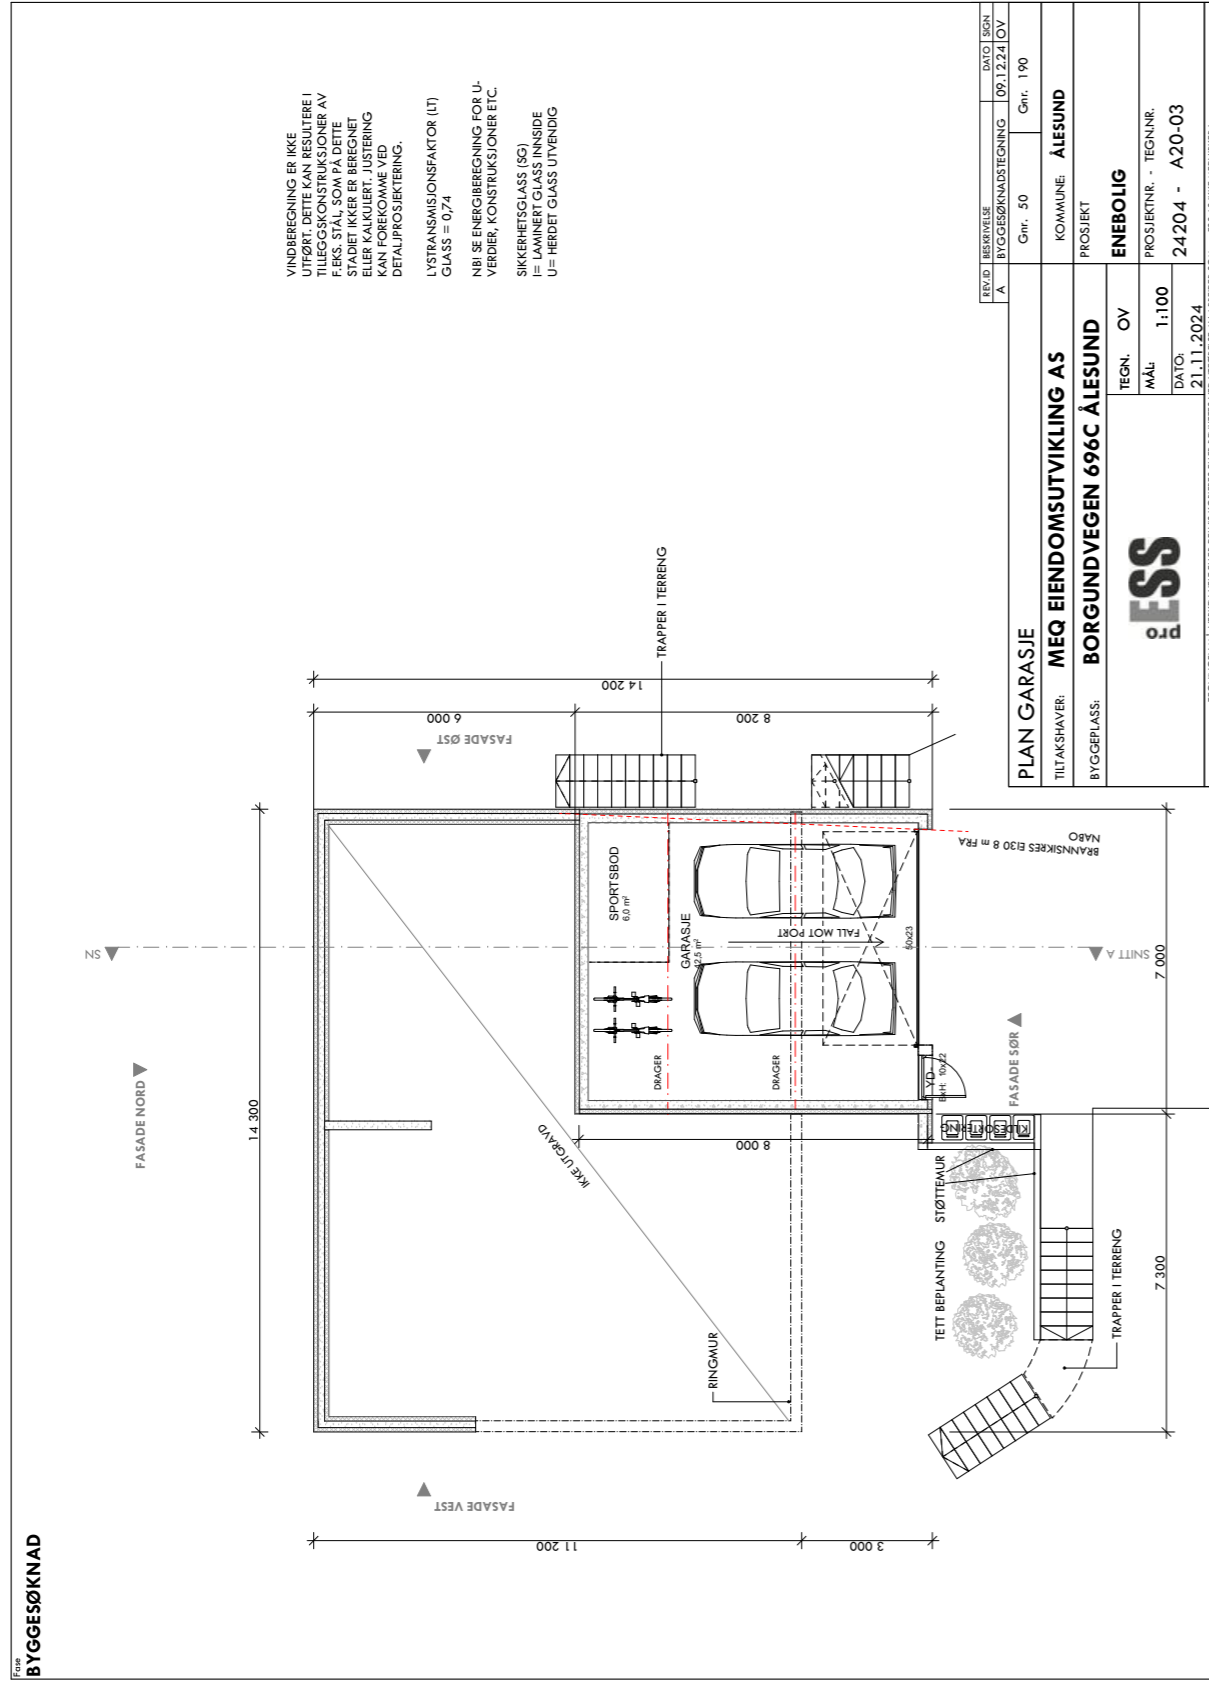 Fase
BYGGESØKNAD
VINDBEREGNING ER IKKE
UTFØRT. DETTE KAN RESULTERE I
TILLEGGSKONSTRUKSJONER AV
F.EKS. STÅL, SOM PÅ DETTE
STADIET IKKER ER BEREGNET
ELLER KALKULERT. JUSTERING
KAN FOREKOMME VED
DETALJPROSJEKTERING.
LYSTRANSMISJONSFAKTOR (LT)
GLASS = 0,74
NB! SE ENERGIBEREGNING FOR U-
VERDIER, KONSTRUKSJONER ETC.
SIKKERHETSGLASS (SG)
I= LAMINERT GLASS INNSIDE
U= HERDET GLASS UTVENDIG
FASADE NORD
SN
14 300
FASADE VEST
FASADE ØST
11 200
3 000
6 000
8 200
14 200
IKKE UTGRAVD
RINGMUR
8 000
SPORTSBOD
6,0 m²
GARASJE
42,5 m²
DRAGER
DRAGER
FALL MOT PORT
50x23
YD-
BxH: 10x22
KILDESORTERING
TRAPPER I TERRENG
BRANNSIKRES EI30 8 m FRA
NABO
TETT BEPLANTING
STØTTEMUR
FASADE SØR
SNITT A
TRAPPER I TERRENG
7 300
7 000
REV.ID BESKRIVELSE DATO SIGN
A BYGGESØKNADSTEGNING 09.12.24 OV
PLAN GARASJE
Gnr. 50 Gnr. 190
TILTAKSHAVER: MEQ EIENDOMSUTVIKLING AS
KOMMUNE: ÅLESUND
BYGGEPLASS: BORGUNDVEGEN 696C ÅLESUND
PROSJEKT
ENEBOLIG
pro ESS
TEGN. OV
MÅL: 1:100
DATO:
21.11.2024
PROSJEKTNR. - TEGN.NR.
24204 - A20-03